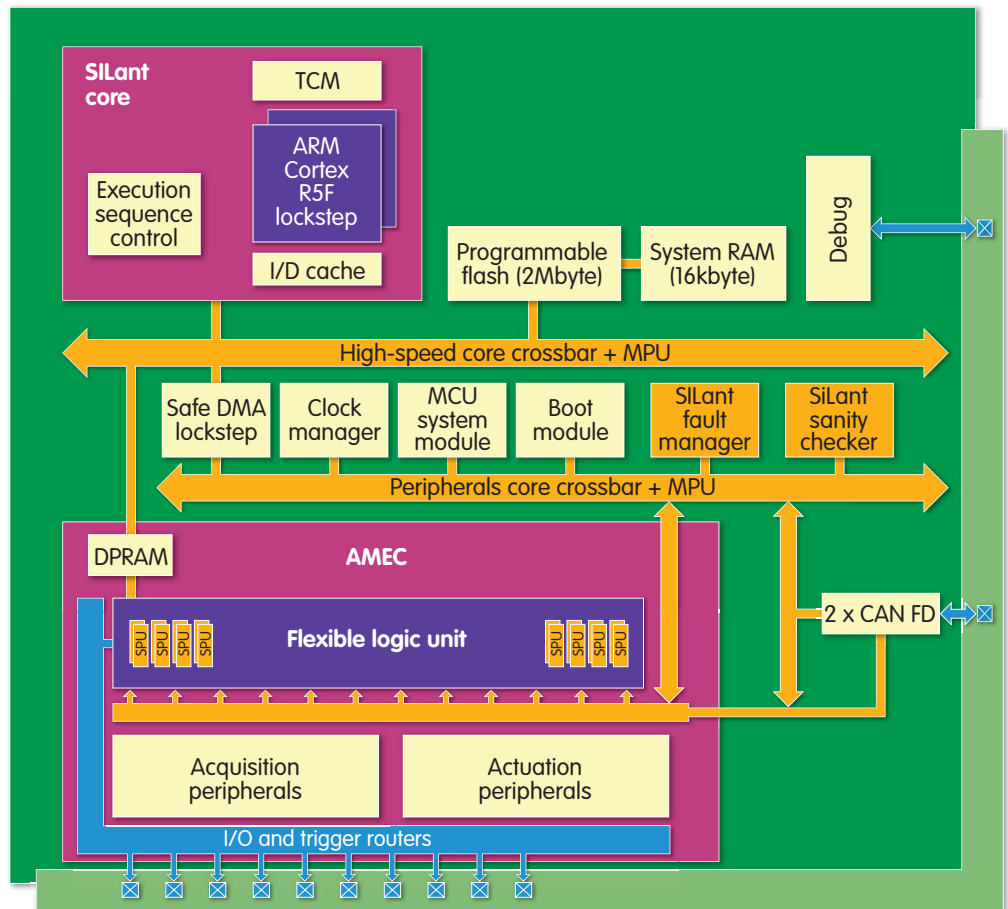 SILant
core
TCM
ARM
Cortex
R5F
lockstep
Execution
sequence
control
I/D cache
Programmable
flash (2Mbyte)
System RAM
(16kbyte)
Debug
High-speed core crossbar + MPU
Safe DMA
lockstep
Clock
manager
MCU
system
module
Boot
module
SILant
fault
manager
SiLant
sanity
checker
Peripherals core crossbar + MPU
DPRAM
AMEC
2 x CAN FD
SPU
SPU
SPU
SPU
Flexible logic unit
SPU
SPU
SPU
SPU
Acquisition
peripherals
Actuation
peripherals
I/O and trigger routers